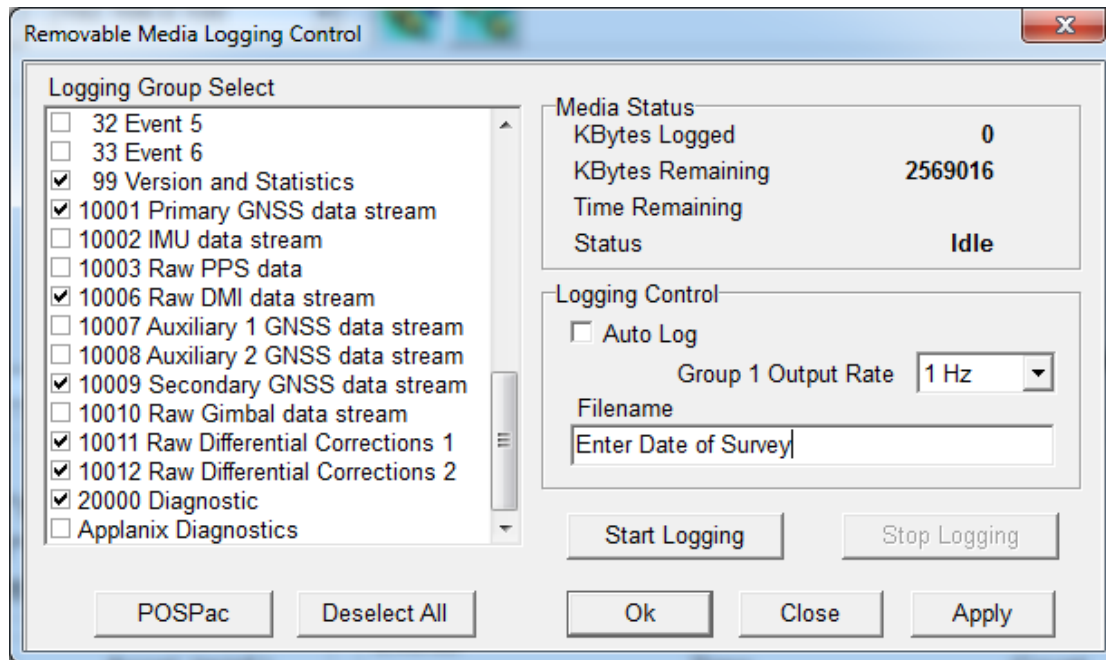 Removable Media Logging Control
Logging Group Select
32 Event 5
33 Event 6
99 Version and Statistics
10001 Primary GNSS data stream
10002 IMU data stream
10003 Raw PPS data
10006 Raw DMI data stream
10007 Auxiliary 1 GNSS data stream
10008 Auxiliary 2 GNSS data stream
10009 Secondary GNSS data stream
10010 Raw Gimbal data stream
10011 Raw Differential Corrections 1
10012 Raw Differential Corrections 2
20000 Diagnostic
Applanix Diagnostics
POSPac
Deselect All
Media Status
KBytes Logged 0
KBytes Remaining 2569016
Time Remaining
Status Idle
Logging Control
Auto Log
Group 1 Output Rate 1 Hz
Filename
Enter Date of Survey
Start Logging
Stop Logging
Ok
Close
Apply